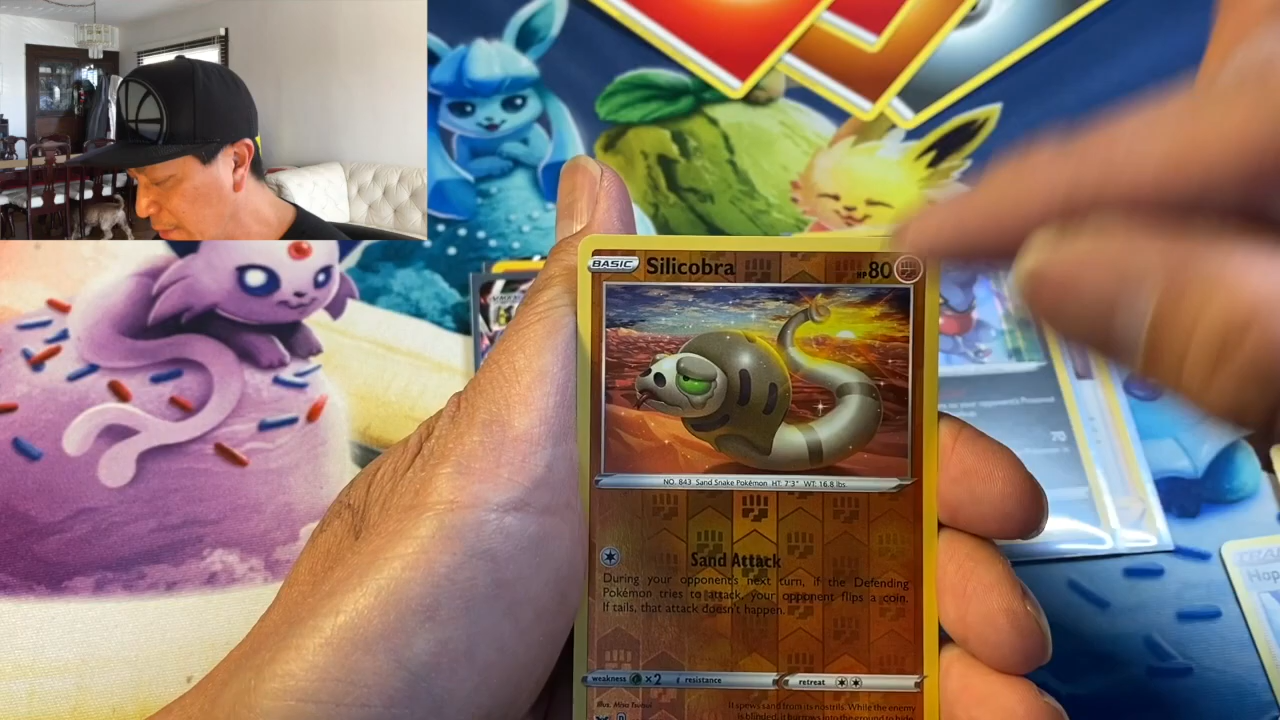 BASIC Silicobra HP 80
NO. 843 Sand Snake Pokémon HT: 7'3" WT: 16.8 lbs
Sand Attack
During your opponent's next turn, if the Defending
Pokémon tries to attack, your opponent flips a coin.
If tails, that attack doesn't happen.
weakness ×2 resistance retreat
It spews sand from its nostrils. While the enemy
is blinded, it burrows into the ground to hide.
70
Hop